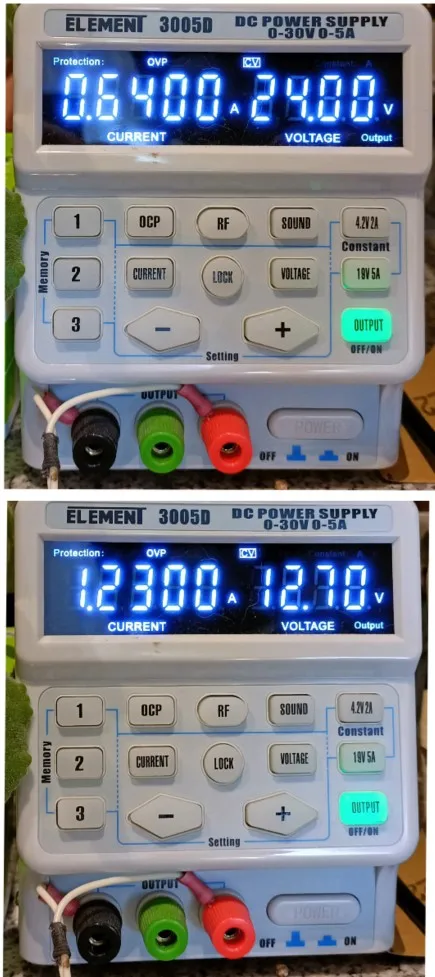 ELEMENT 3005D DC POWER SUPPLY
0-30V 0-5A
Protection: OVP CV Constant: A
0.6400 A 24.00 V
CURRENT VOLTAGE Output
1 OCP RF SOUND 4.2V 2A
Constant
Memory
2 CURRENT LOCK VOLTAGE 19V 5A
3 - + OUTPUT
Setting OFF/ON
OUTPUT POWER
OFF ON
ELEMENT 3005D DC POWER SUPPLY
0-30V 0-5A
Protection: OVP CV Constant: A
1.2300 A 12.70 V
CURRENT VOLTAGE Output
1 OCP RF SOUND 4.2V 2A
Constant
Memory
2 CURRENT LOCK VOLTAGE 19V 5A
3 - + OUTPUT
Setting OFF/ON
OUTPUT POWER
OFF ON